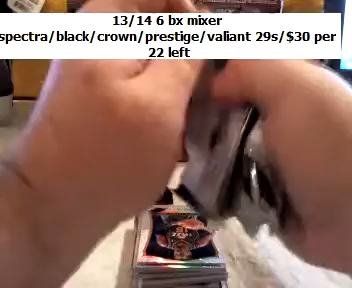 13/14 6 bx mixer
spectra/black/crown/prestige/valiant 29s/$30 per
22 left